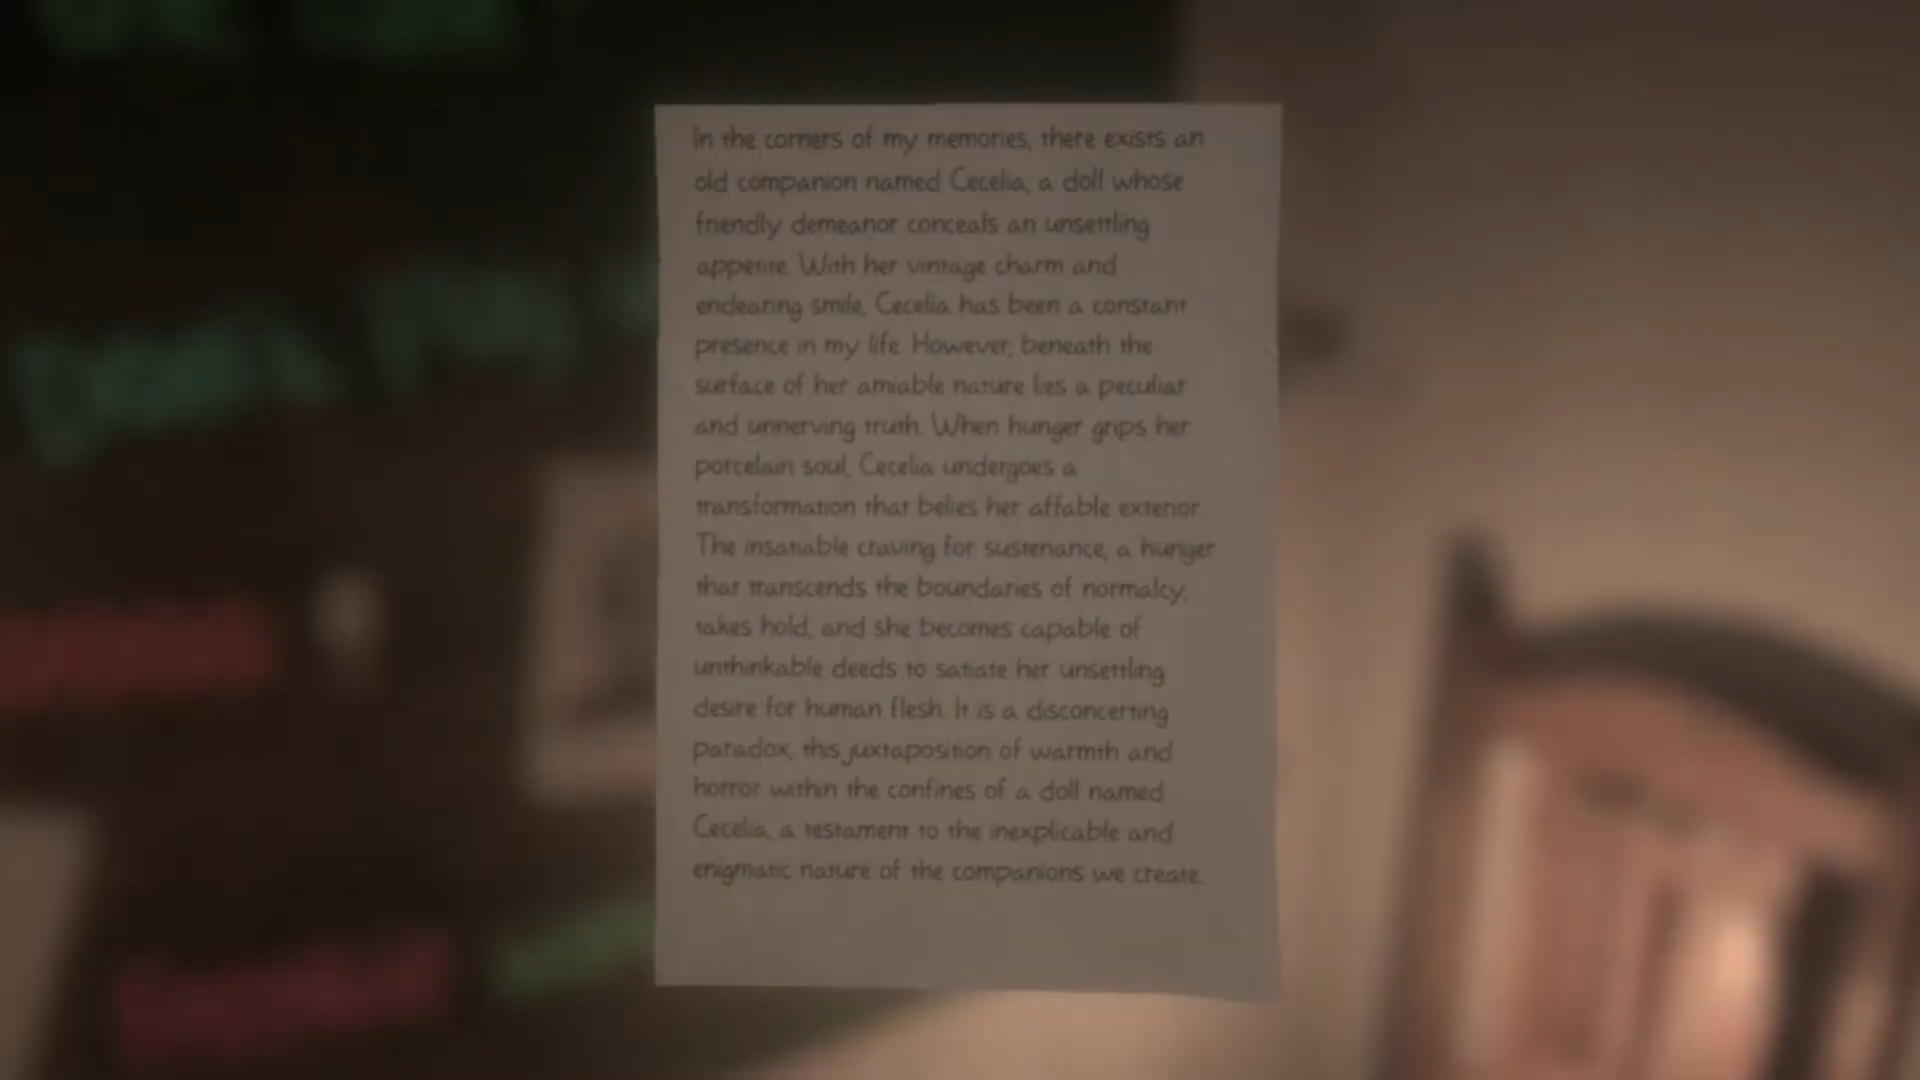 In the corners of my memories, there exists an
old companion named Cecelia, a doll whose
friendly demeanor conceals an unsettling
appetite. With her vintage charm and
endearing smile, Cecelia has been a constant
presence in my life. However, beneath the
surface of her amiable nature lies a peculiar
and unnerving truth. When hunger grips her
porcelain soul, Cecelia undergoes a
transformation that belies her affable exterior.
The insatiable craving for sustenance, a hunger
that transcends the boundaries of normalcy,
takes hold, and she becomes capable of
unthinkable deeds to satiate her unsettling
desire for human flesh. It is a disconcerting
paradox, this juxtaposition of warmth and
horror within the confines of a doll named
Cecelia, a testament to the inexplicable and
enigmatic nature of the companions we create.